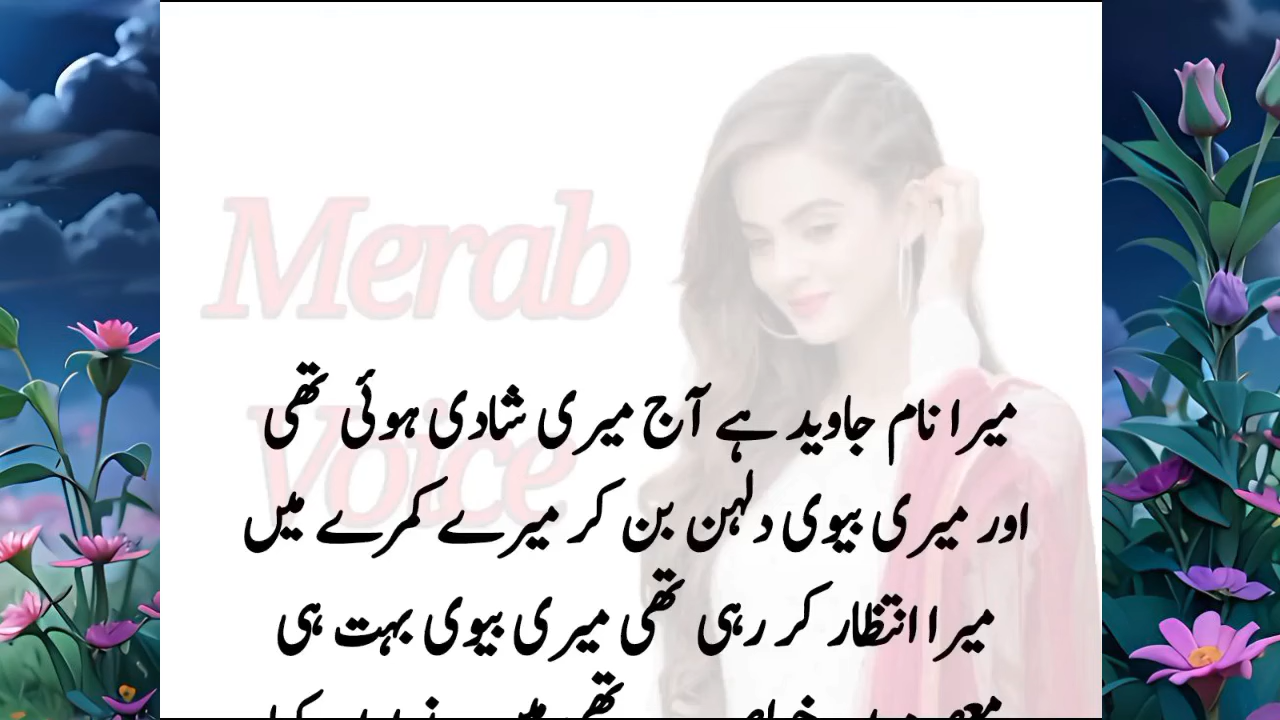 Merab
Voice
میرا نام جاوید ہے آج میری شادی ہوئی تھی
اور میری بیوی دلہن بن کر میرے کمرے میں
میرا انتظار کر رہی تھی میری بیوی بہت ہی